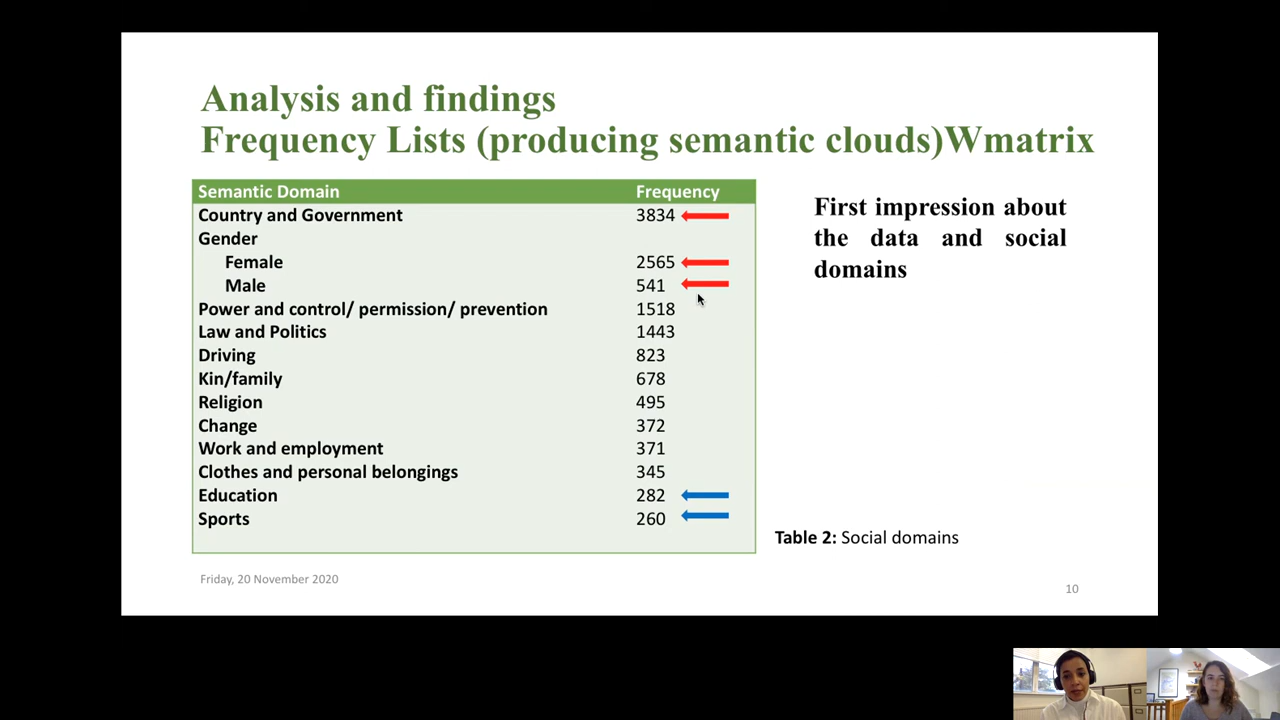 Analysis and findings
Frequency Lists (producing semantic clouds)Wmatrix
Semantic Domain Frequency
Country and Government 3834
Gender
Female 2565
Male 541
Power and control/ permission/ prevention 1518
Law and Politics 1443
Driving 823
Kin/family 678
Religion 495
Change 372
Work and employment 371
Clothes and personal belongings 345
Education 282
Sports 260
First impression about
the data and social
domains
Table 2: Social domains
Friday, 20 November 2020
10